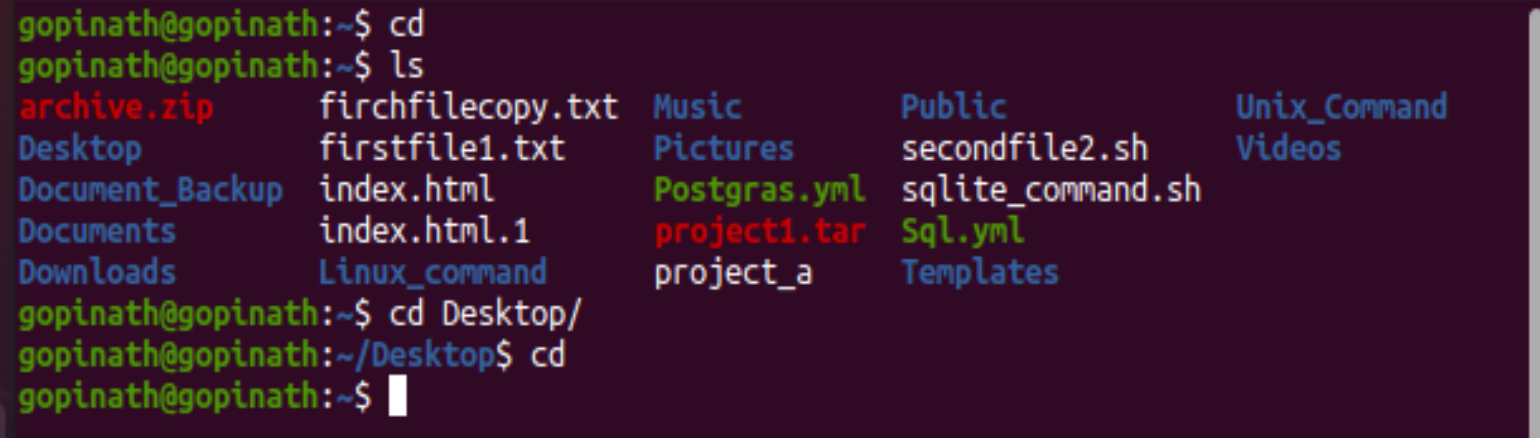 gopinath@gopinath:~$ cd
gopinath@gopinath:~$ ls
archive.zip firchfilecopy.txt Music Public Unix_Command
Desktop firstfile1.txt Pictures secondfile2.sh Videos
Document_Backup index.html Postgras.yml sqlite_command.sh
Documents index.html.1 project1.tar Sql.yml
Downloads Linux_command project_a Templates
gopinath@gopinath:~$ cd Desktop/
gopinath@gopinath:~/Desktop$ cd
gopinath@gopinath:~$